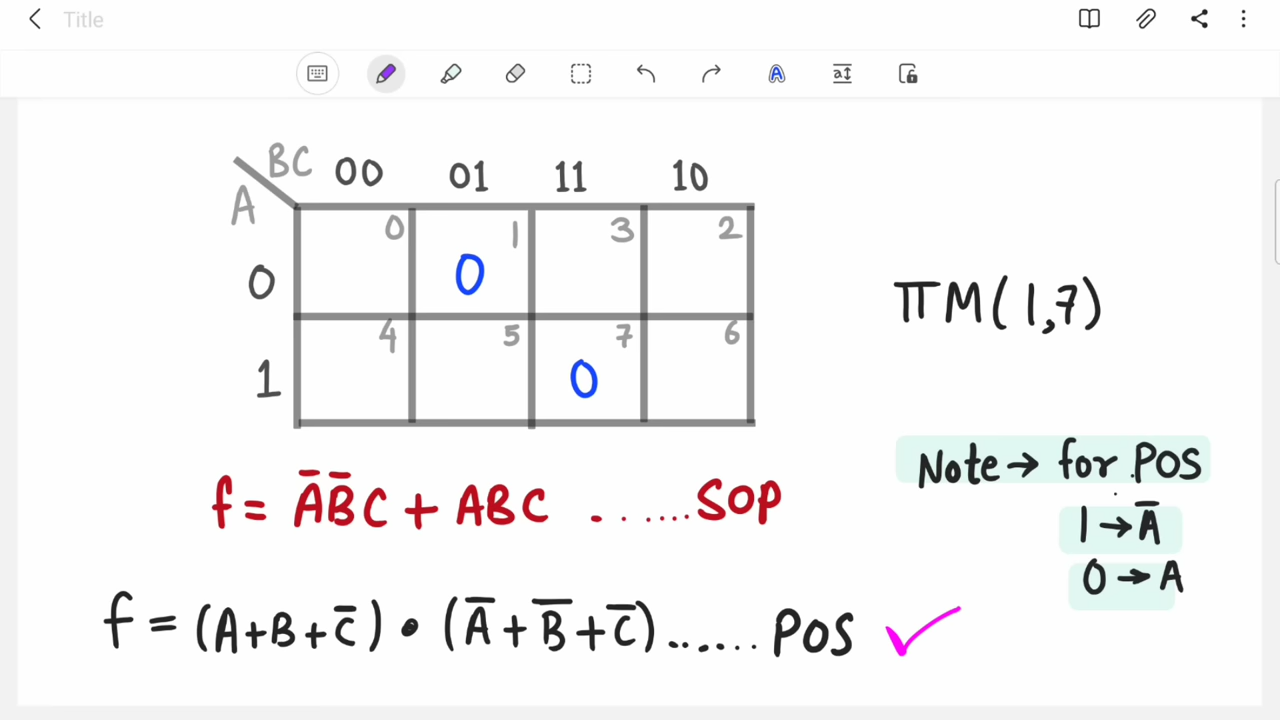 Title
BC 00 01 11 10
A
0 1 3 2
0 0
4 5 7 6
1 0
πM(1,7)
Note → for POS
1 → A̅
0 → A
f = A̅B̅C + ABC ....... SOP
f = (A+B+C̅) • (A̅+B̅+C̅) ....... POS